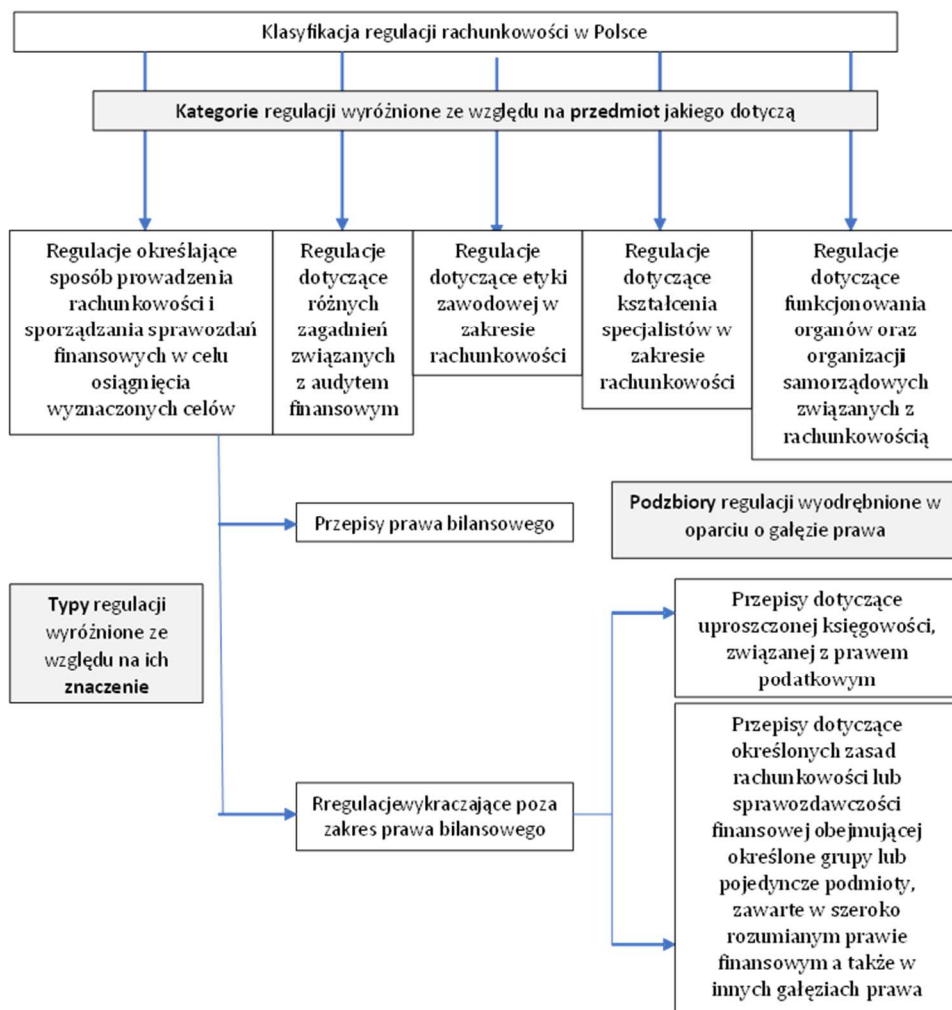 Klasyfikacja regulacji rachunkowości w Polsce
Kategorie regulacji wyróżnione ze względu na przedmiot jakiego dotyczą
Regulacje określające
sposób prowadzenia
rachunkowości i
sporządzania sprawozdań
finansowych w celu
osiągnięcia
wyznaczonych celów
Regulacje
dotyczące
różnych
zagadnień
związanych
z audytem
finansowym
Regulacje
dotyczące etyki
zawodowej w
zakresie
rachunkowości
Regulacje
dotyczące
kształcenia
specjalistów w
zakresie
rachunkowości
Regulacje
dotyczące
funkcjonowania
organów oraz
organizacji
samorządowych
związanych z
rachunkowością
Przepisy prawa bilansowego
Podzbiory regulacji wyodrębnione w
oparciu o gałęzie prawa
Typy regulacji
wyróżnione ze
względu na ich
znaczenie
Przepisy dotyczące
uproszczonej księgowości,
związanej z prawem
podatkowym
Rregulacjewykraczające poza
zakres prawa bilansowego
Przepisy dotyczące
określonych zasad
rachunkowości lub
sprawozdawczości
finansowej obejmującej
określone grupy lub
pojedyncze podmioty,
zawarte w szeroko
rozumianym prawie
finansowym a także w
innych gałęziach prawa